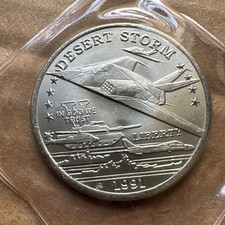 DESERT STORM
V
IN GOD WE
TRUST
LIBERTY
1991